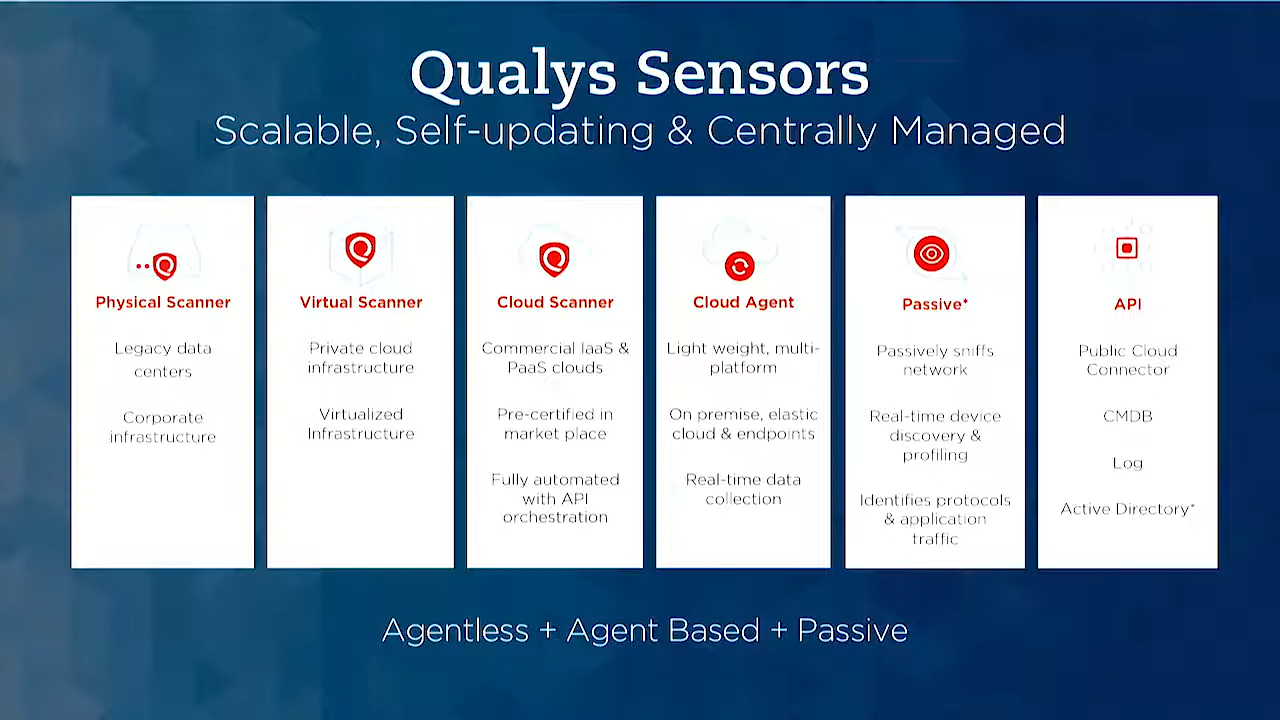 Qualys Sensors
Scalable, Self-updating & Centrally Managed
Physical Scanner
Legacy data
centers
Corporate
infrastructure
Virtual Scanner
Private cloud
infrastructure
Virtualized
Infrastructure
Cloud Scanner
Commercial IaaS &
PaaS clouds
Pre-certified in
market place
Fully automated
with API
orchestration
Cloud Agent
Light weight, multi-
platform
On premise, elastic
cloud & endpoints
Real-time data
collection
Passive*
Passively sniffs
network
Real-time device
discovery &
profiling
Identifies protocols
& application
traffic
API
Public Cloud
Connector
CMDB
Log
Active Directory*
Agentless + Agent Based + Passive